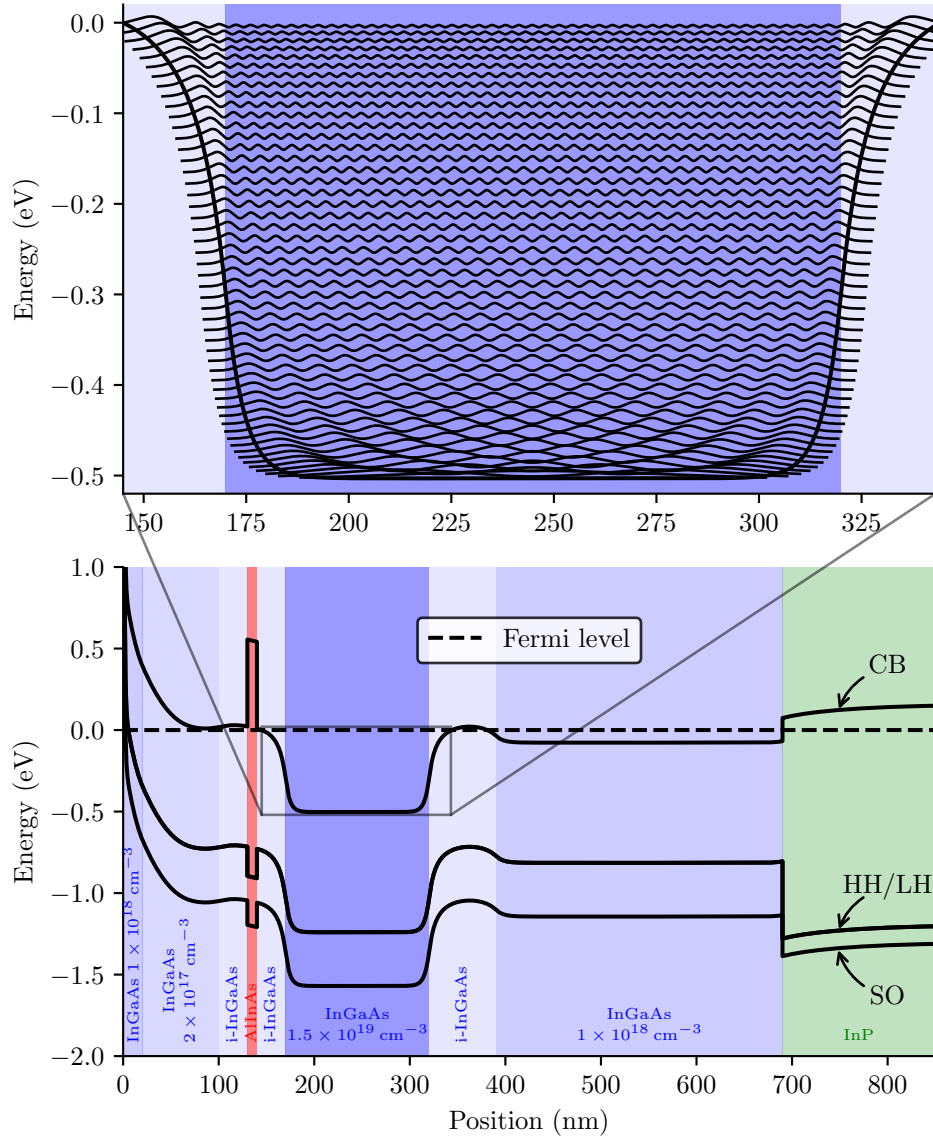 0.0
−0.1
−0.2
−0.3
−0.4
−0.5
Energy (eV)
150 175 200 225 250 275 300 325
1.0
0.5
0.0
−0.5
−1.0
−1.5
−2.0
Energy (eV)
Fermi level
CB
HH/LH
SO
InGaAs 1 × 10¹⁸ cm⁻³
InGaAs
2 × 10¹⁷ cm⁻³
i-InGaAs
AlInAs
i-InGaAs
InGaAs
1.5 × 10¹⁹ cm⁻³
i-InGaAs
InGaAs
1 × 10¹⁸ cm⁻³
InP
0 100 200 300 400 500 600 700 800
Position (nm)